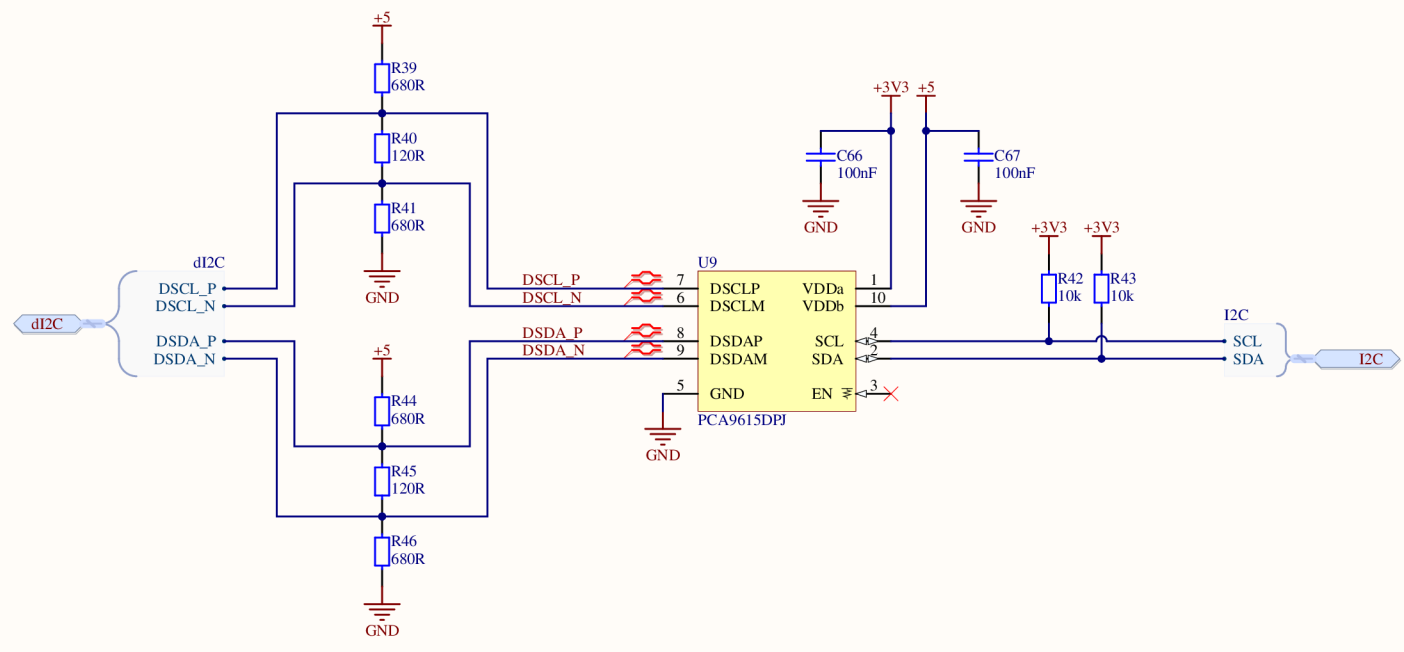 +5
R39
680R
R40
120R
R41
680R
GND
+3V3
+5
C66
100nF
GND
C67
100nF
GND
dI2C
dI2C
DSCL_P
DSCL_N
DSDA_P
DSDA_N
DSCL_P
DSCL_N
DSDA_P
DSDA_N
U9
7
DSCLP
6
DSCLM
8
DSDAP
9
DSDAM
5
GND
GND
VDDa
1
VDDb
10
SCL
4
SDA
2
EN
3
PCA9615DPJ
+3V3
+3V3
R42
10k
R43
10k
I2C
SCL
SDA
I2C
+5
R44
680R
R45
120R
R46
680R
GND